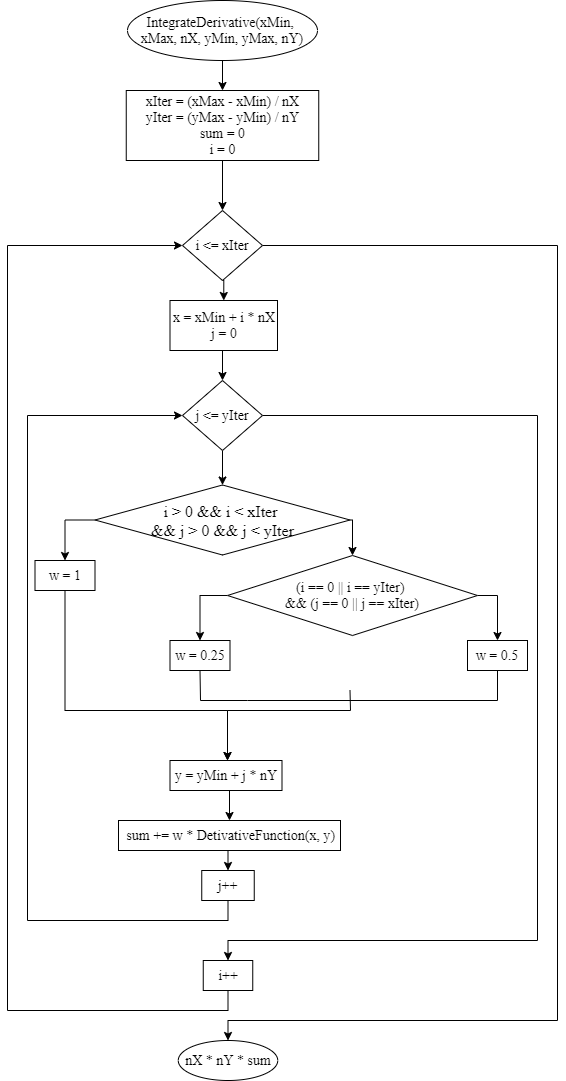 IntegrateDerivative(xMin,
xMax, nX, yMin, yMax, nY)
xIter = (xMax - xMin) / nX
yIter = (yMax - yMin) / nY
sum = 0
i = 0
i <= xIter
x = xMin + i * nX
j = 0
j <= yIter
i > 0 && i < xIter
&& j > 0 && j < yIter
w = 1
(i == 0 || i == yIter)
&& (j == 0 || j == xIter)
w = 0.25
w = 0.5
y = yMin + j * nY
sum += w * DetivativeFunction(x, y)
j++
i++
nX * nY * sum